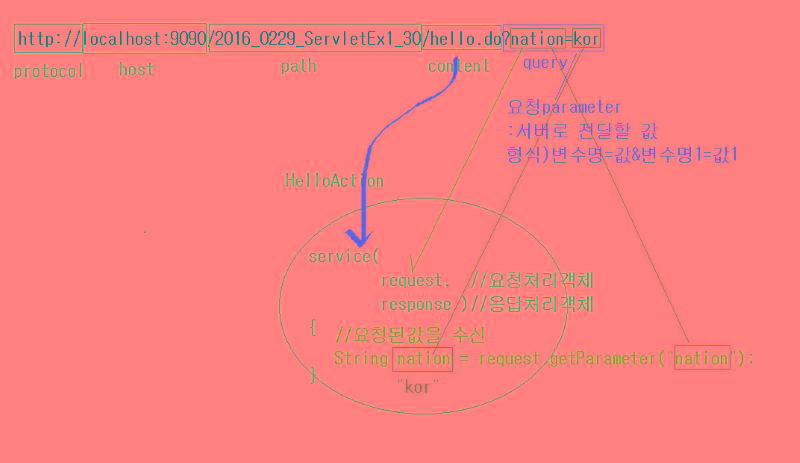 http://localhost:9090/2016_0229_ServletEx1_30/hello.do?nation=kor
protocol host path content query
요청parameter
:서버로 전달할 값
형식)변수명=값&변수명1=값1
HelloAction
service(
request, //요청처리객체
response )//응답처리객체
{
//요청된값을 수신
String nation = request.getParameter("nation");
}
"kor"